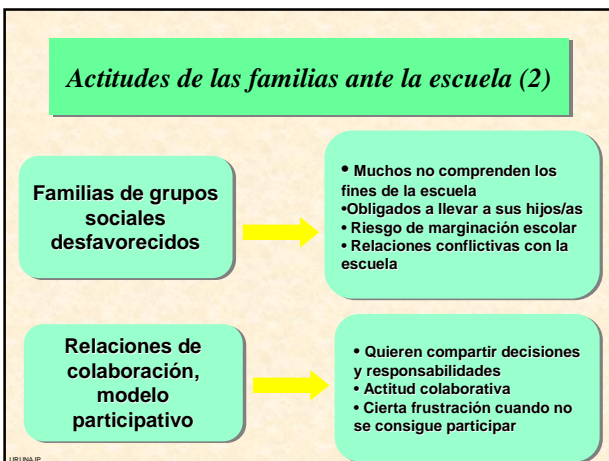 Actitudes de las familias ante la escuela (2)
Familias de grupos
sociales
desfavorecidos
• Muchos no comprenden los
fines de la escuela
•Obligados a llevar a sus hijos/as
• Riesgo de marginación escolar
• Relaciones conflictivas con la
escuela
Relaciones de
colaboración,
modelo
participativo
• Quieren compartir decisiones
y responsabilidades
• Actitud colaborativa
• Cierta frustración cuando no
se consigue participar